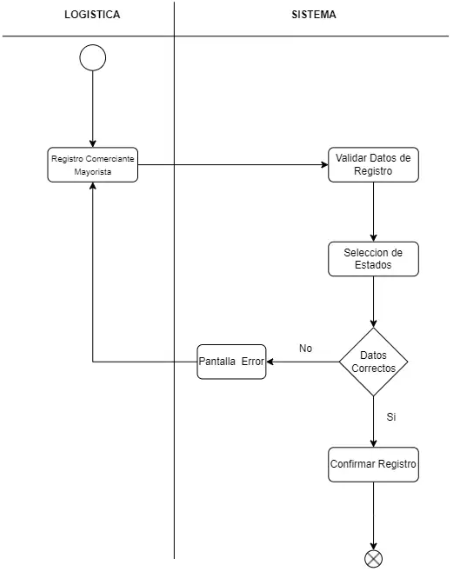 LOGISTICA
SISTEMA
Registro Comerciante
Mayorista
Validar Datos de
Registro
Seleccion de
Estados
No
Pantalla Error
Datos
Correctos
Si
Confirmar Registro